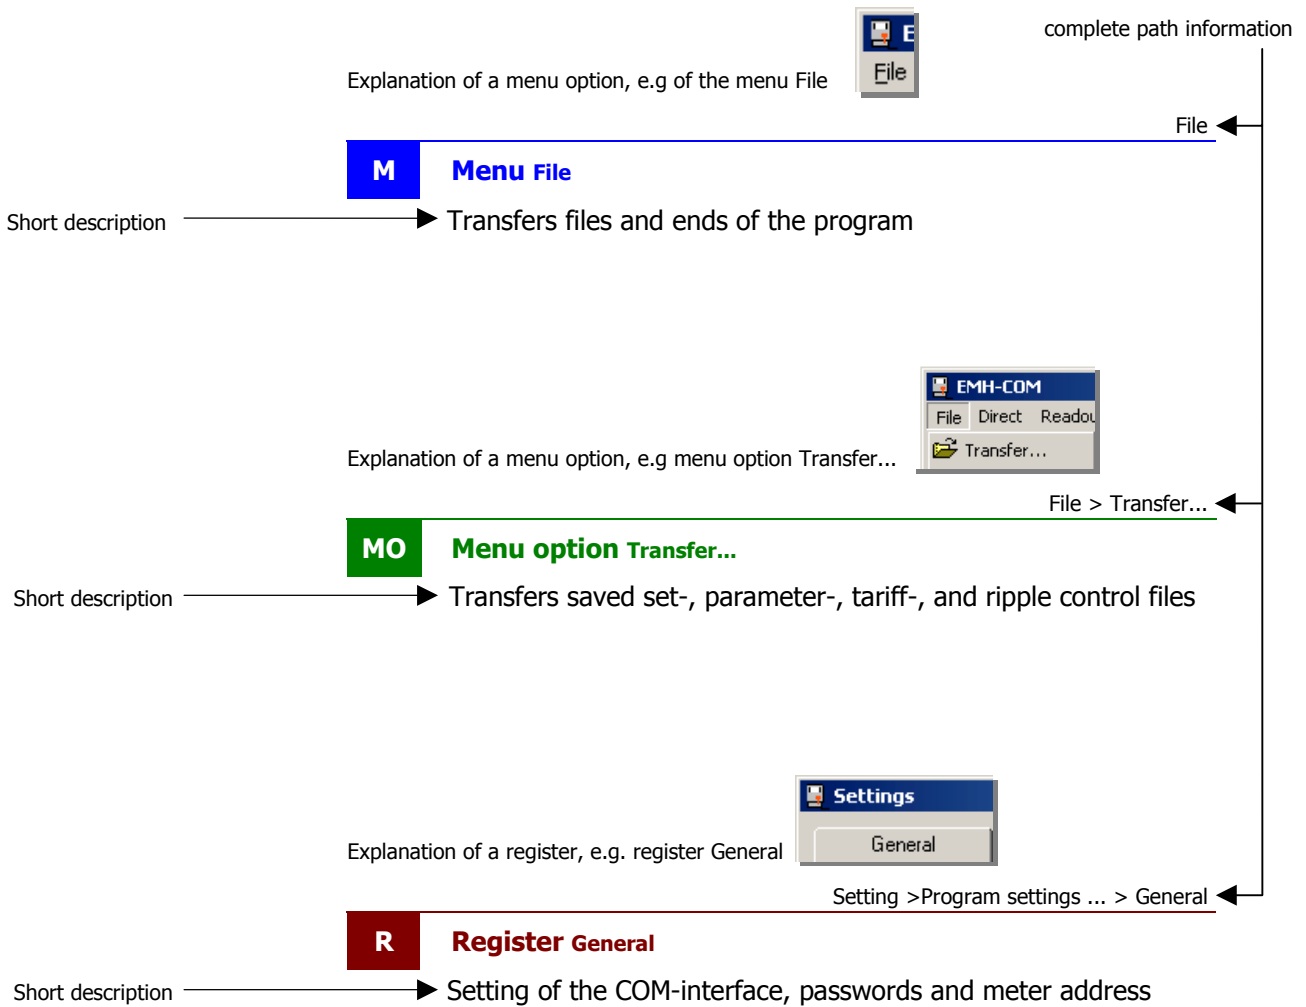 complete path information
E
File
Explanation of a menu option, e.g of the menu File
File
M Menu File
Short description Transfers files and ends of the program
EMH-COM
File Direct
Transfer...
Explanation of a menu option, e.g menu option Transfer...
File > Transfer...
MO Menu option Transfer...
Short description Transfers saved set-, parameter-, tariff-, and ripple control files
Settings
General
Explanation of a register, e.g. register General
Setting >Program settings ... > General
R Register General
Short description Setting of the COM-interface, passwords and meter address